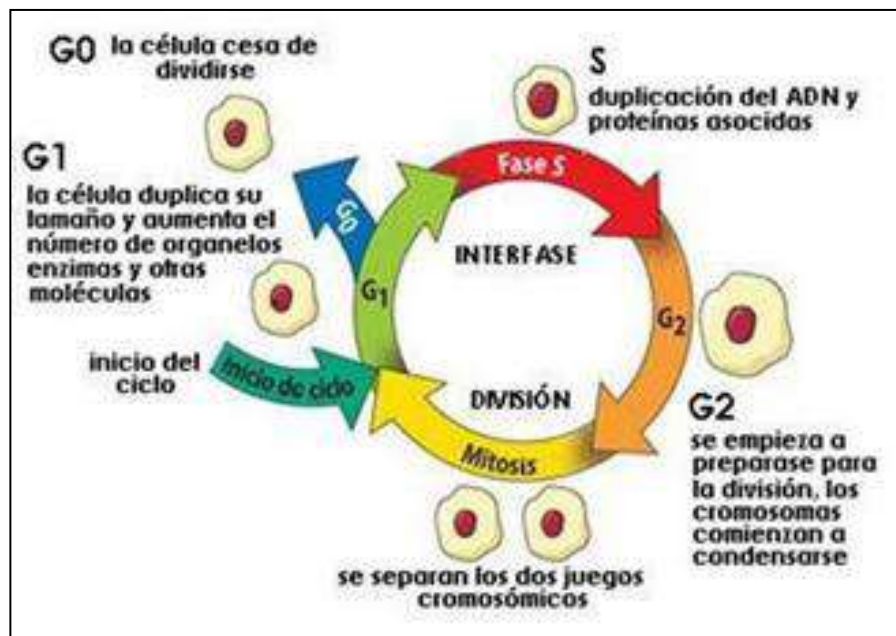 G0 la célula cesa de
dividirse
S
duplicación del ADN y
proteínas asocidas
G1
la célula duplica su
tamaño y aumenta el
número de organelos
enzimas y otras
moléculas
Fase S
G0
INTERFASE
G1
G2
inicio del
ciclo
Inicio de ciclo
DIVISIÓN
Mitosis
G2
se empieza a
preparase para
la división, los
cromosomas
comienzan a
condensarse
se separan los dos juegos
cromosómicos